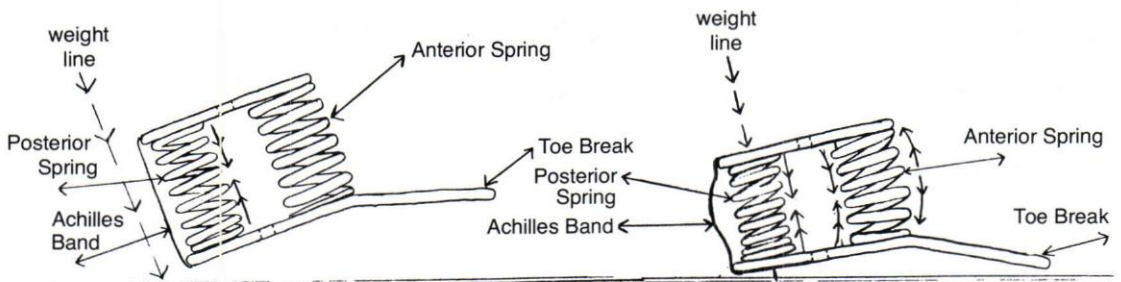 weight
line
Anterior Spring
Posterior
Spring
Achilles
Band
Toe Break
weight
line
Posterior
Spring
Achilles Band
Anterior Spring
Toe Break